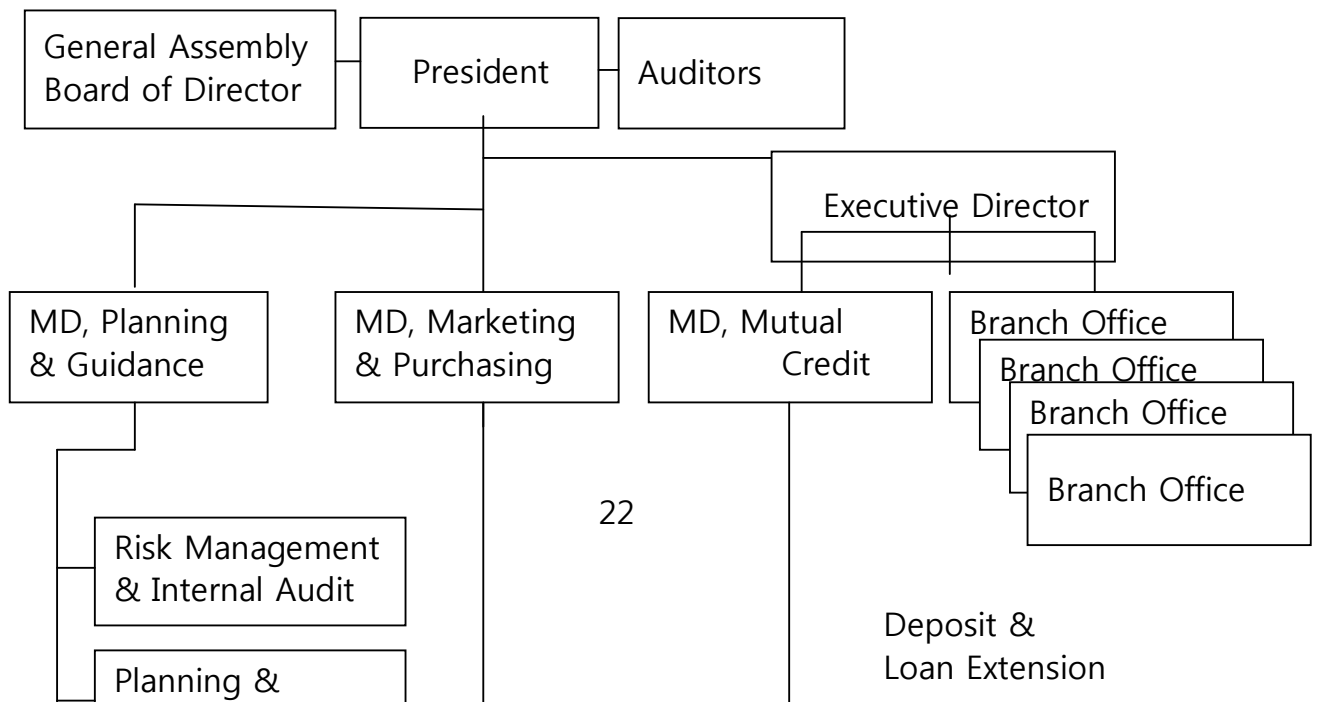 General Assembly
Board of Director
President
Auditors
Executive Director
MD, Planning
& Guidance
MD, Marketing
& Purchasing
MD, Mutual
Credit
Branch Office
Branch Office
Branch Office
Branch Office
22
Risk Management
& Internal Audit
Deposit &
Loan Extension
Planning &